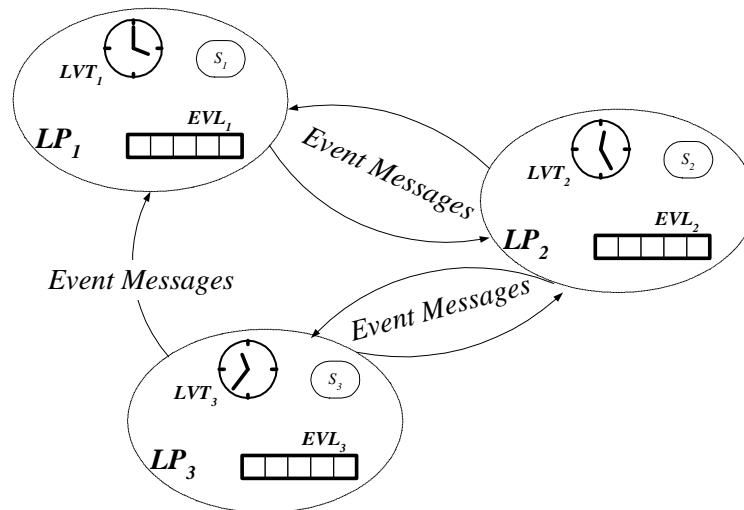 LVT₁
S₁
EVL₁
LP₁
Event Messages
LVT₂
S₂
EVL₂
LP₂
Event Messages
Event Messages
LVT₃
S₃
EVL₃
LP₃